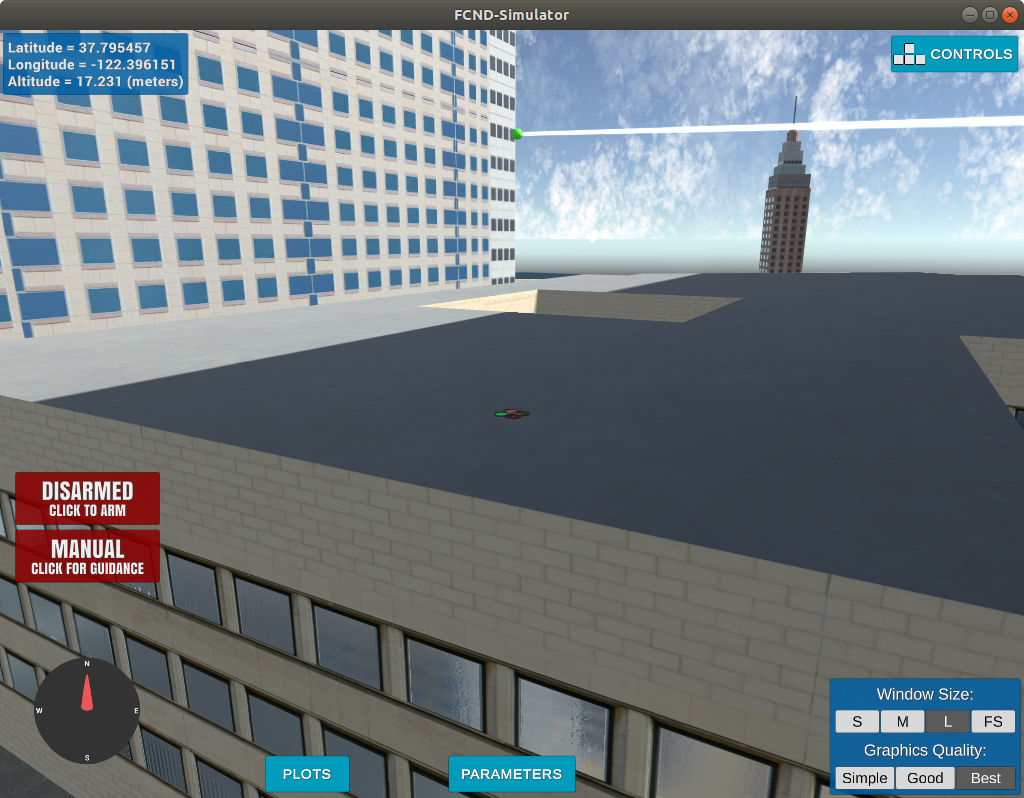 FCND-Simulator
Latitude = 37.795457
Longitude = -122.396151
Altitude = 17.231 (meters)
CONTROLS
DISARMED
CLICK TO ARM
MANUAL
CLICK FOR GUIDANCE
N
W
E
S
PLOTS
PARAMETERS
Window Size:
S M L FS
Graphics Quality:
Simple Good Best